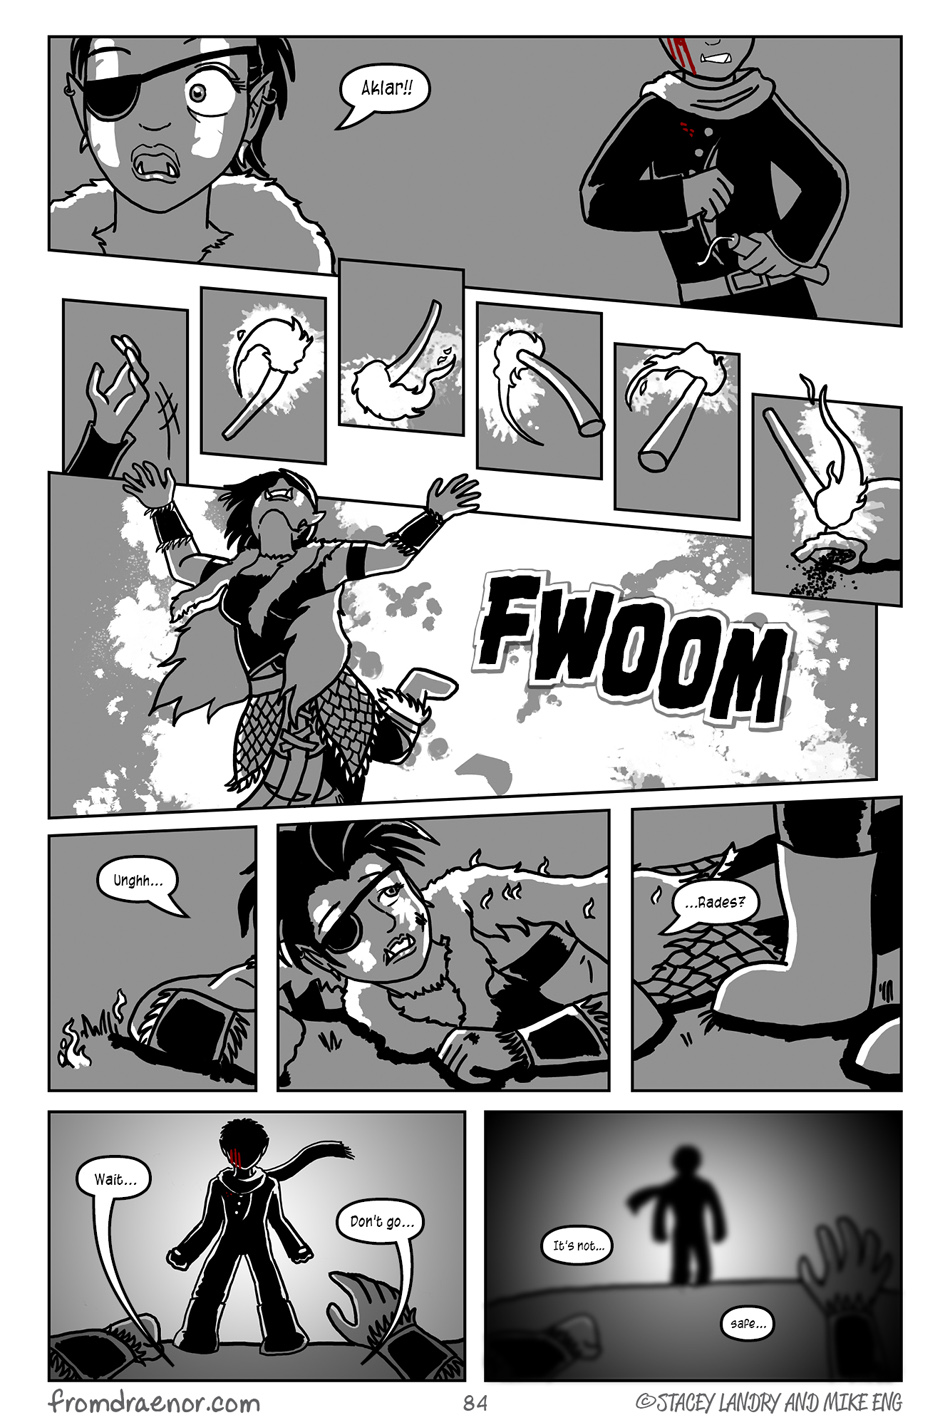 Aklar!!
FWOOM
Unghh...
...Rades?
Wait...
Don't go...
It's not...
safe...
fromdraenor.com
84
©STACEY LANDRY AND MIKE ENG